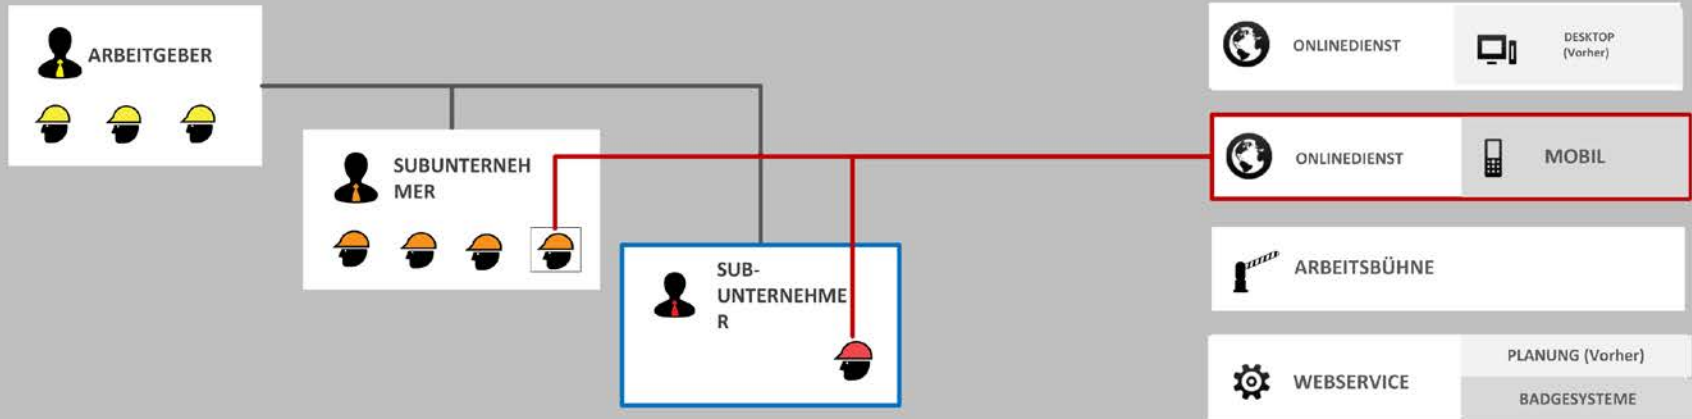 ARBEITGEBER
SUBUNTERNEH
MER
SUB-
UNTERNEHME
R
ONLINEDIENST
DESKTOP
(Vorher)
ONLINEDIENST
MOBIL
ARBEITSBÜHNE
WEBSERVICE
PLANUNG (Vorher)
BADGESYSTEME